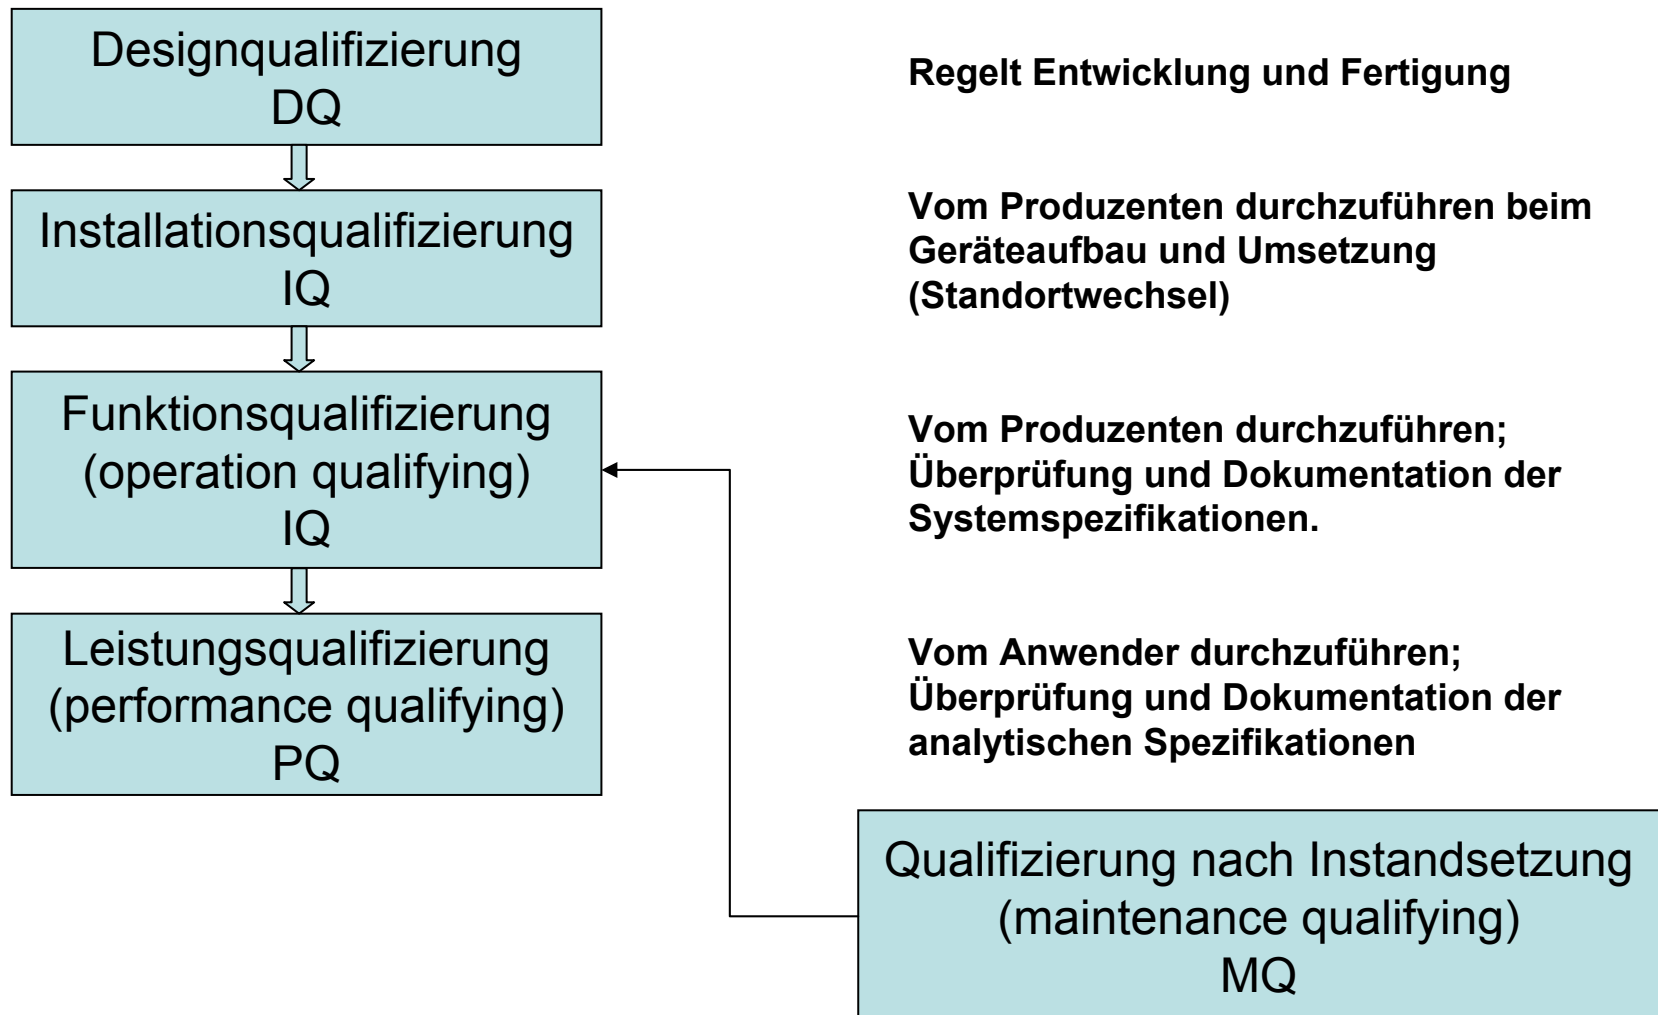 Designqualifizierung
DQ
Regelt Entwicklung und Fertigung
Installationsqualifizierung
IQ
Vom Produzenten durchzuführen beim
Geräteaufbau und Umsetzung
(Standortwechsel)
Funktionsqualifizierung
(operation qualifying)
IQ
Vom Produzenten durchzuführen;
Überprüfung und Dokumentation der
Systemspezifikationen.
Leistungsqualifizierung
(performance qualifying)
PQ
Vom Anwender durchzuführen;
Überprüfung und Dokumentation der
analytischen Spezifikationen
Qualifizierung nach Instandsetzung
(maintenance qualifying)
MQ